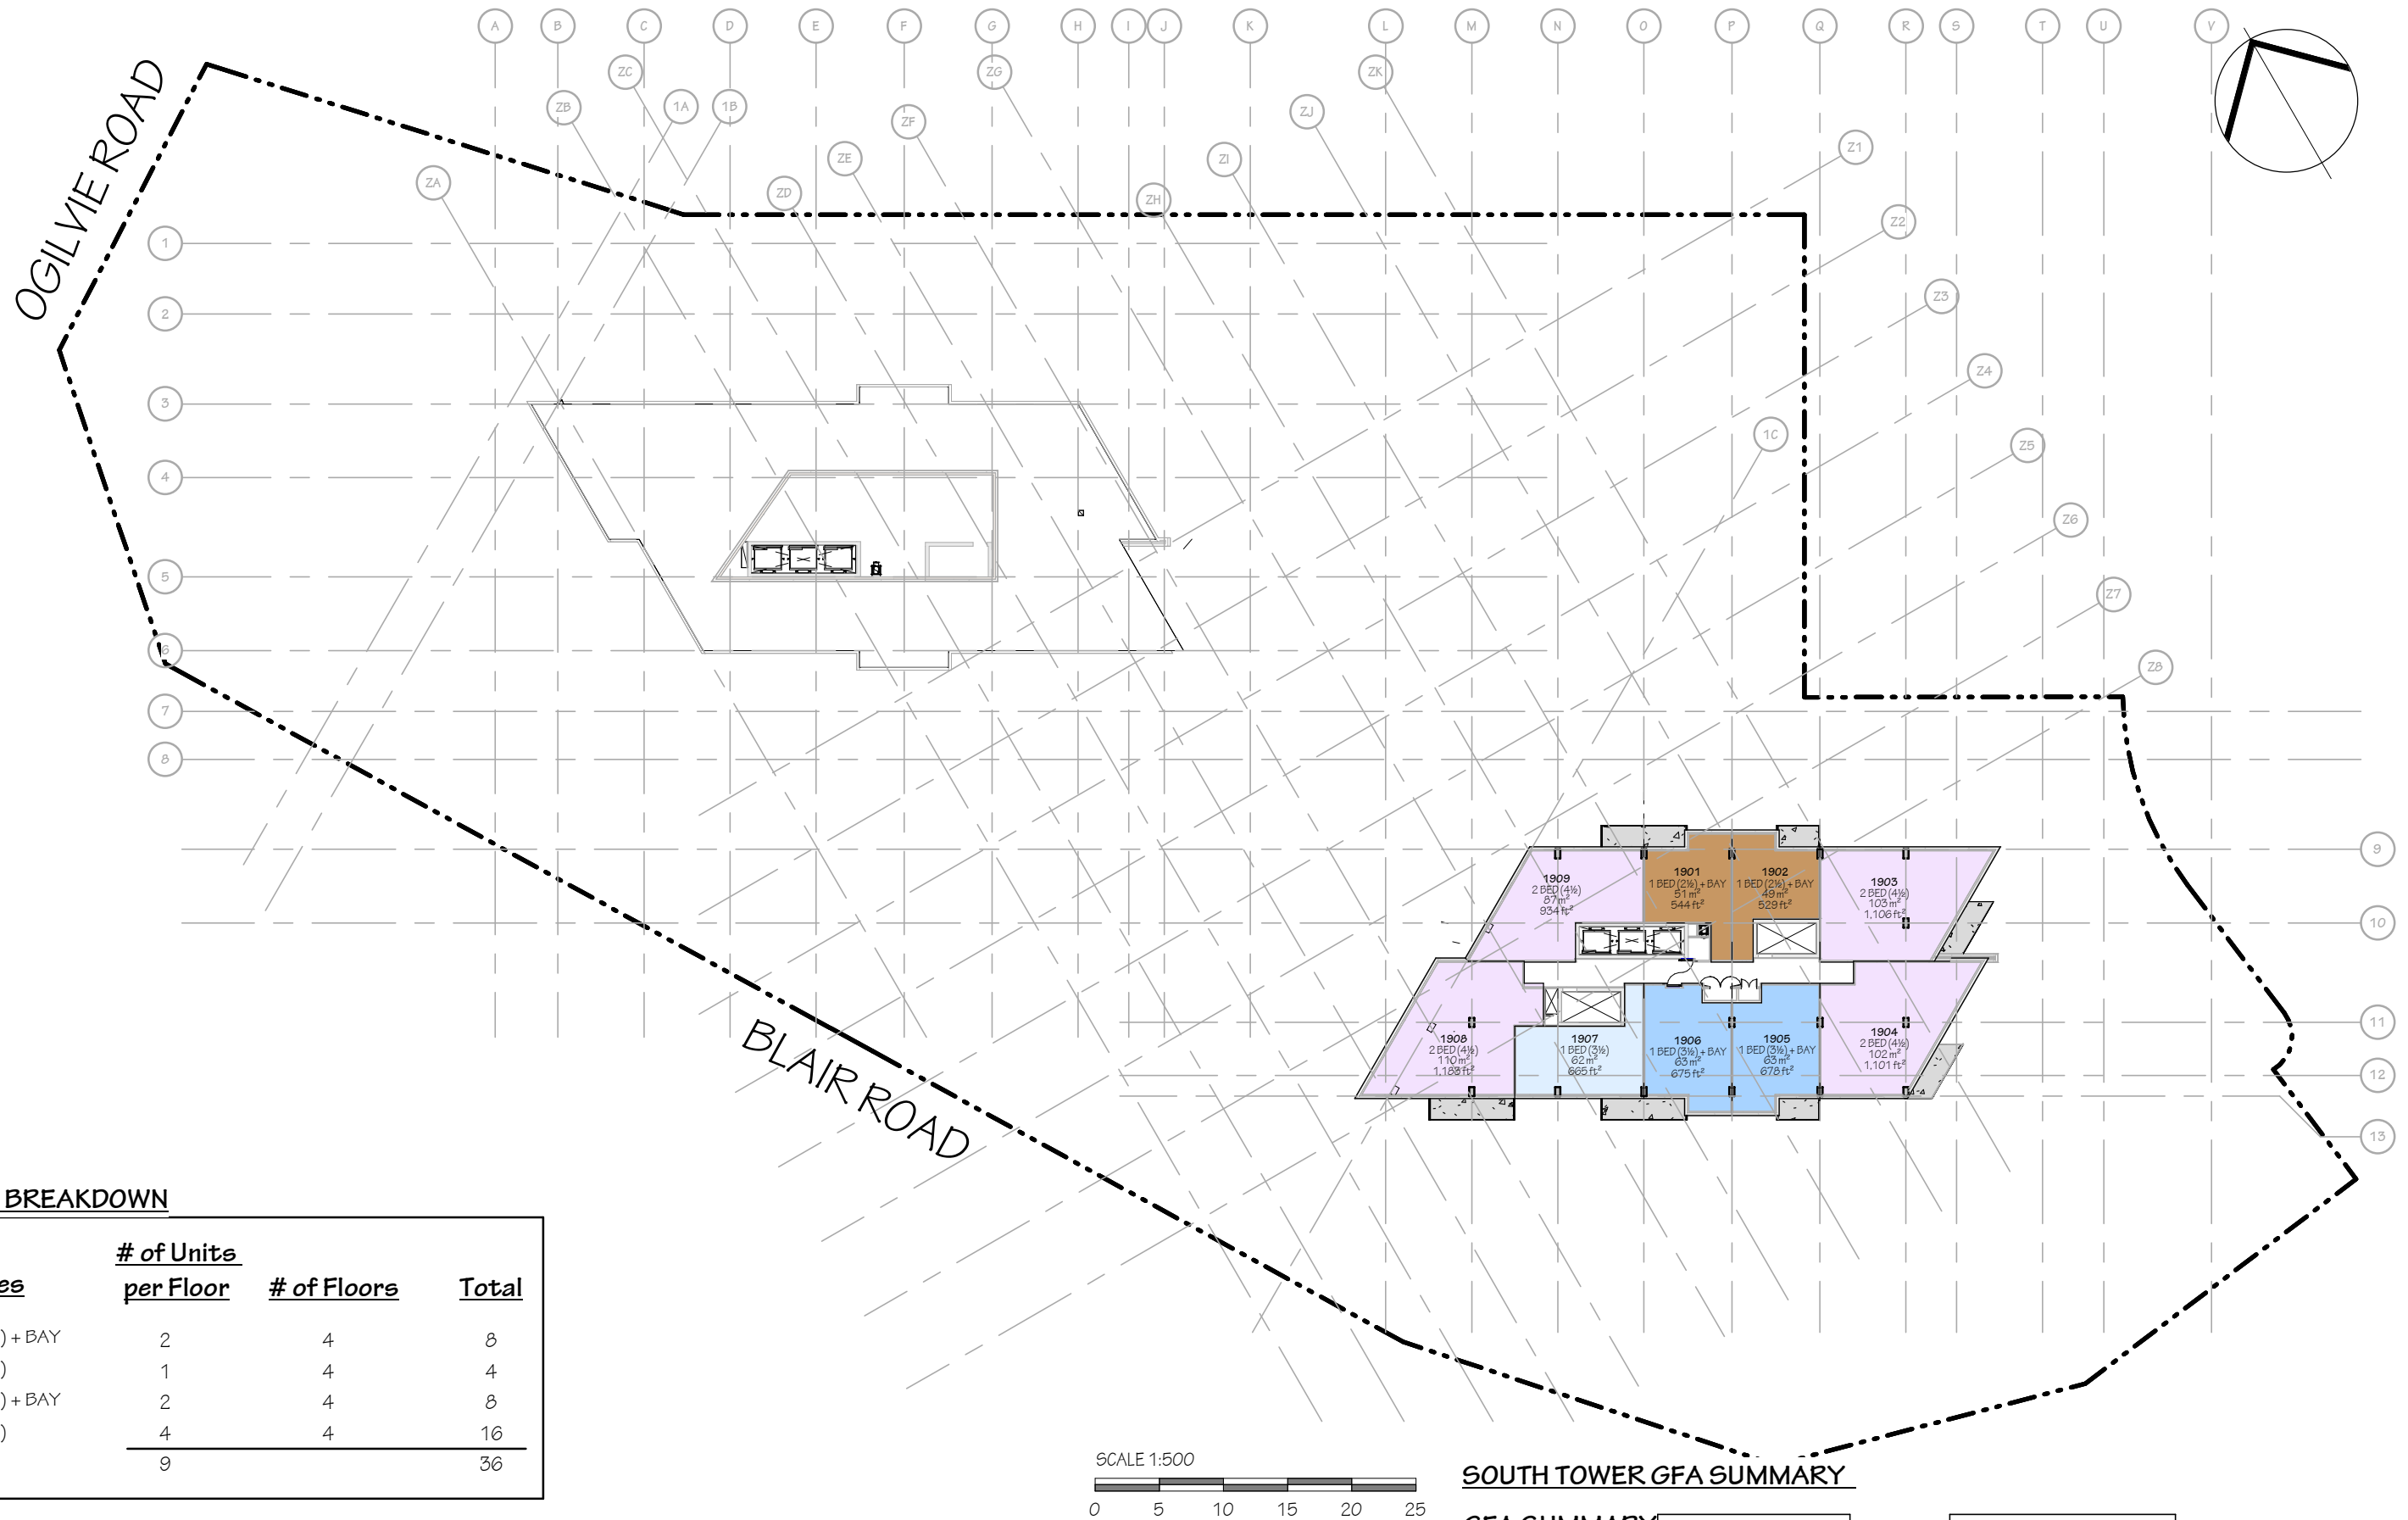 A B C D E F G H I J K L M N O P Q R S T U V
ZC ZG ZK
ZB 1A 1B ZF ZJ
ZA ZD ZE ZH ZI Z1
Z2
Z3
Z4
1C
Z5
Z6
Z7
Z8
OGILVIE ROAD
1
2
3
4
5
6
7
8
9
10
11
12
13
1909
2 BED (4½)
87 m²
934 ft²
1901
1 BED (2½) + BAY
51 m²
544 ft²
1902
1 BED (2½) + BAY
49 m²
529 ft²
1903
2 BED (4½)
103 m²
1,106 ft²
1908
2 BED (4½)
110 m²
1,183 ft²
1907
1 BED (3½)
62 m²
665 ft²
1906
1 BED (3½) + BAY
63 m²
675 ft²
1905
1 BED (3½) + BAY
63 m²
678 ft²
1904
2 BED (4½)
102 m²
1,101 ft²
BLAIR ROAD
BREAKDOWN
# of Units
es per Floor # of Floors Total
) + BAY 2 4 8
) 1 4 4
) + BAY 2 4 8
) 4 4 16
9 36
SCALE 1:500
0 5 10 15 20 25
SOUTH TOWER GFA SUMMARY
GFA SUMMARY